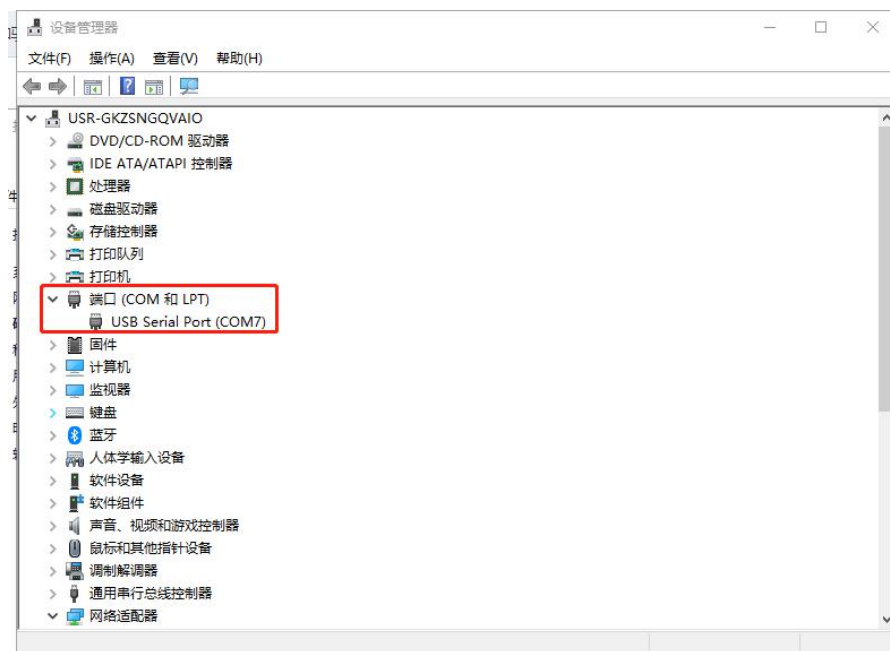 设备管理器
文件(F) 操作(A) 查看(V) 帮助(H)
USR-GKZSNGQVAIO
DVD/CD-ROM 驱动器
IDE ATA/ATAPI 控制器
处理器
磁盘驱动器
存储控制器
打印队列
打印机
端口 (COM 和 LPT)
USB Serial Port (COM7)
固件
计算机
监视器
键盘
蓝牙
人体学输入设备
软件设备
软件组件
声音、视频和游戏控制器
鼠标和其他指针设备
调制解调器
通用串行总线控制器
网络适配器